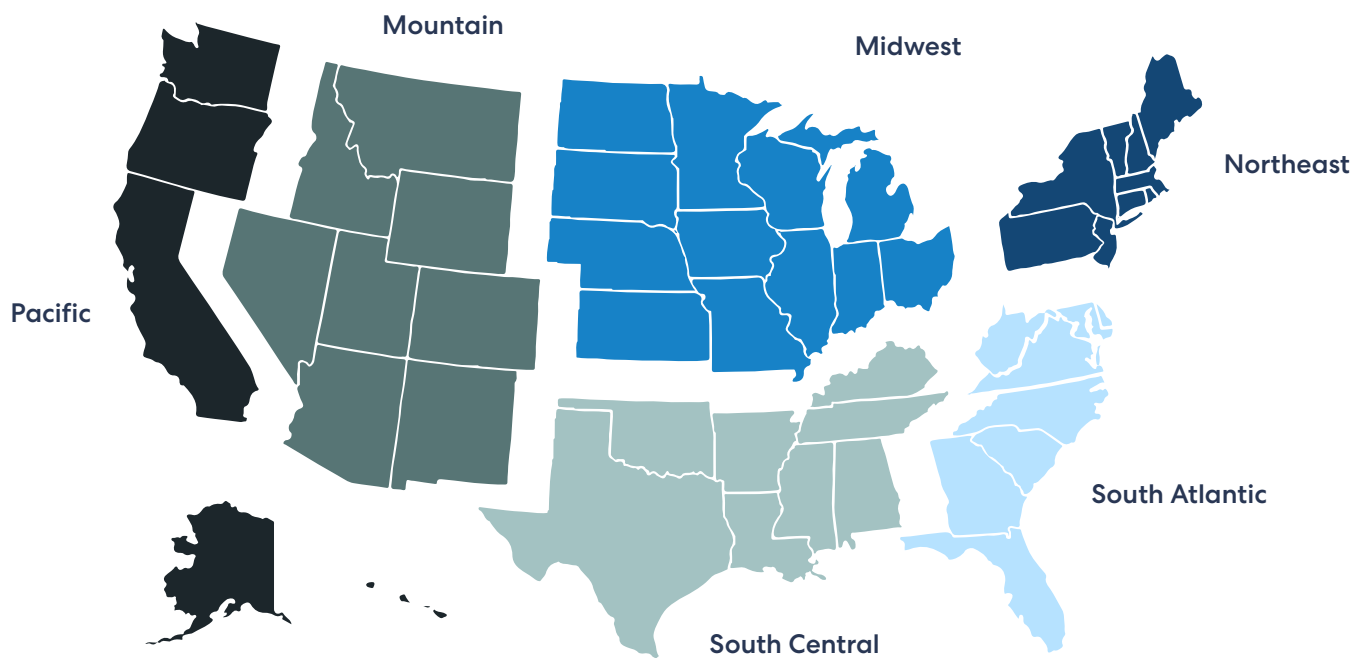 Mountain
Midwest
Northeast
Pacific
South Atlantic
South Central